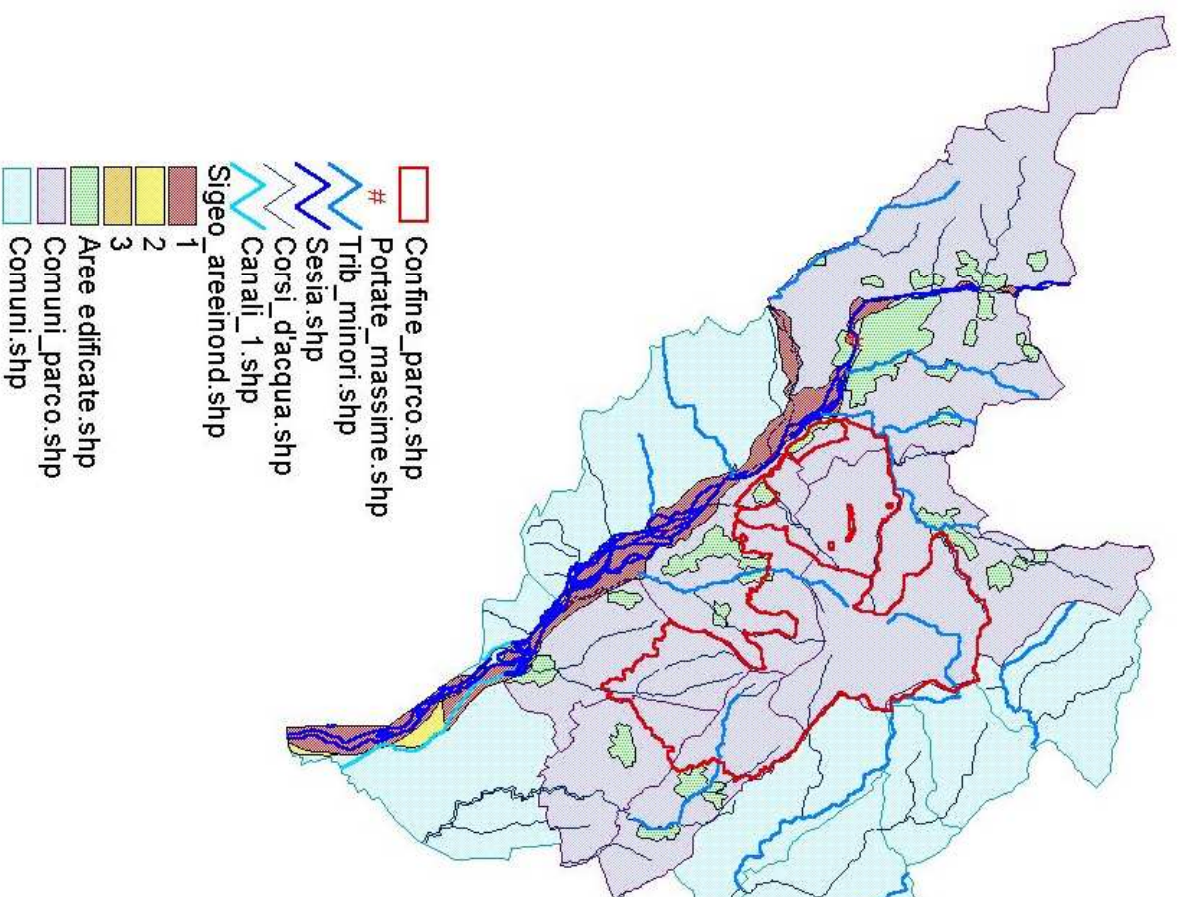 Confine_parco.shp
# Portate_massime.shp
Trib_minori.shp
Sesia.shp
Corsi_d'acqua.shp
Canali_1.shp
Sigeo_areeinond.shp
1
2
3
Aree edificate.shp
Comuni_parco.shp
Comuni.shp